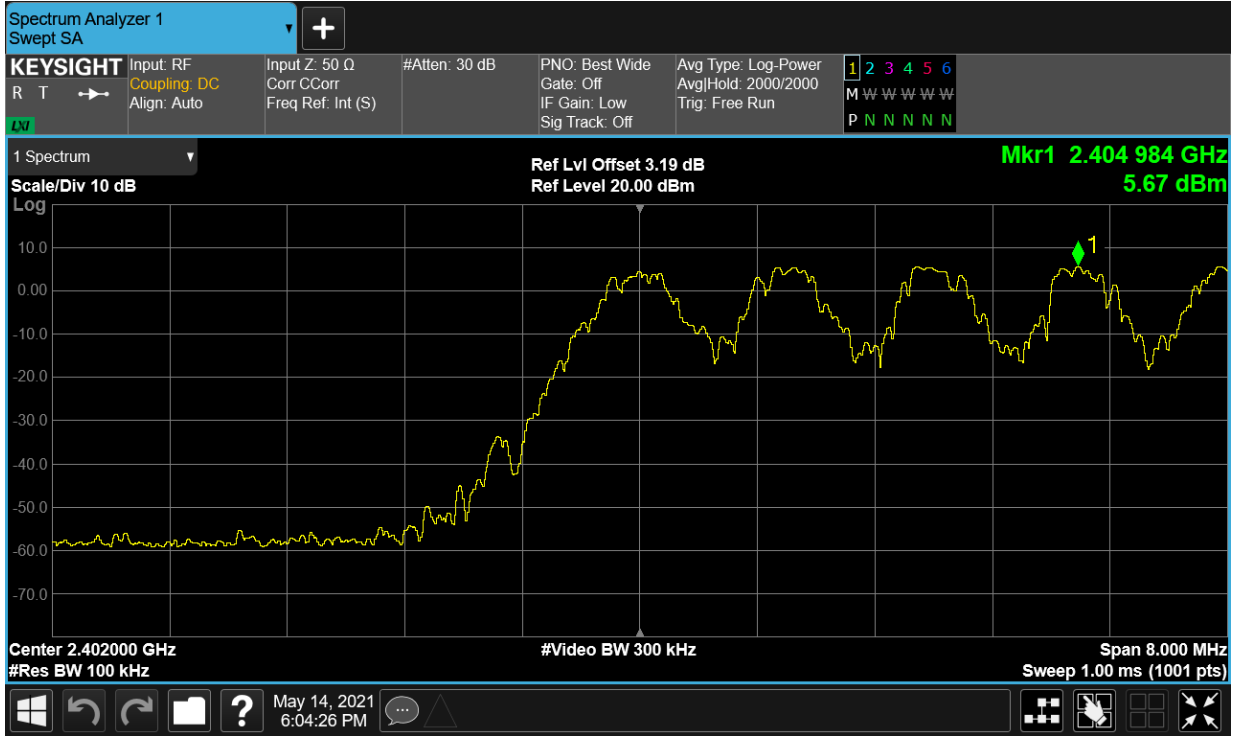 Spectrum Analyzer 1
Swept SA
KEYSIGHT
R T
LXI
Input: RF
Coupling: DC
Align: Auto
Input Z: 50 Ω
Corr CCorr
Freq Ref: Int (S)
#Atten: 30 dB
PNO: Best Wide
Gate: Off
IF Gain: Low
Sig Track: Off
Avg Type: Log-Power
Avg|Hold: 2000/2000
Trig: Free Run
1 2 3 4 5 6
M W W W W W
P N N N N N N
1 Spectrum
Scale/Div 10 dB
Log
Ref Lvl Offset 3.19 dB
Ref Level 20.00 dBm
Mkr1 2.404 984 GHz
5.67 dBm
1
10.0
0.00
-10.0
-20.0
-30.0
-40.0
-50.0
-60.0
-70.0
Center 2.402000 GHz
#Res BW 100 kHz
#Video BW 300 kHz
Span 8.000 MHz
Sweep 1.00 ms (1001 pts)
?
May 14, 2021
6:04:26 PM